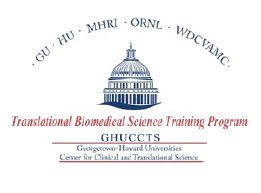 · GU · HU · MHRI · ORNL · WDCVAMC ·
Translational Biomedical Science Training Program
GHUCCTS
Georgetown-Howard Universities
Center for Clinical and Translational Science